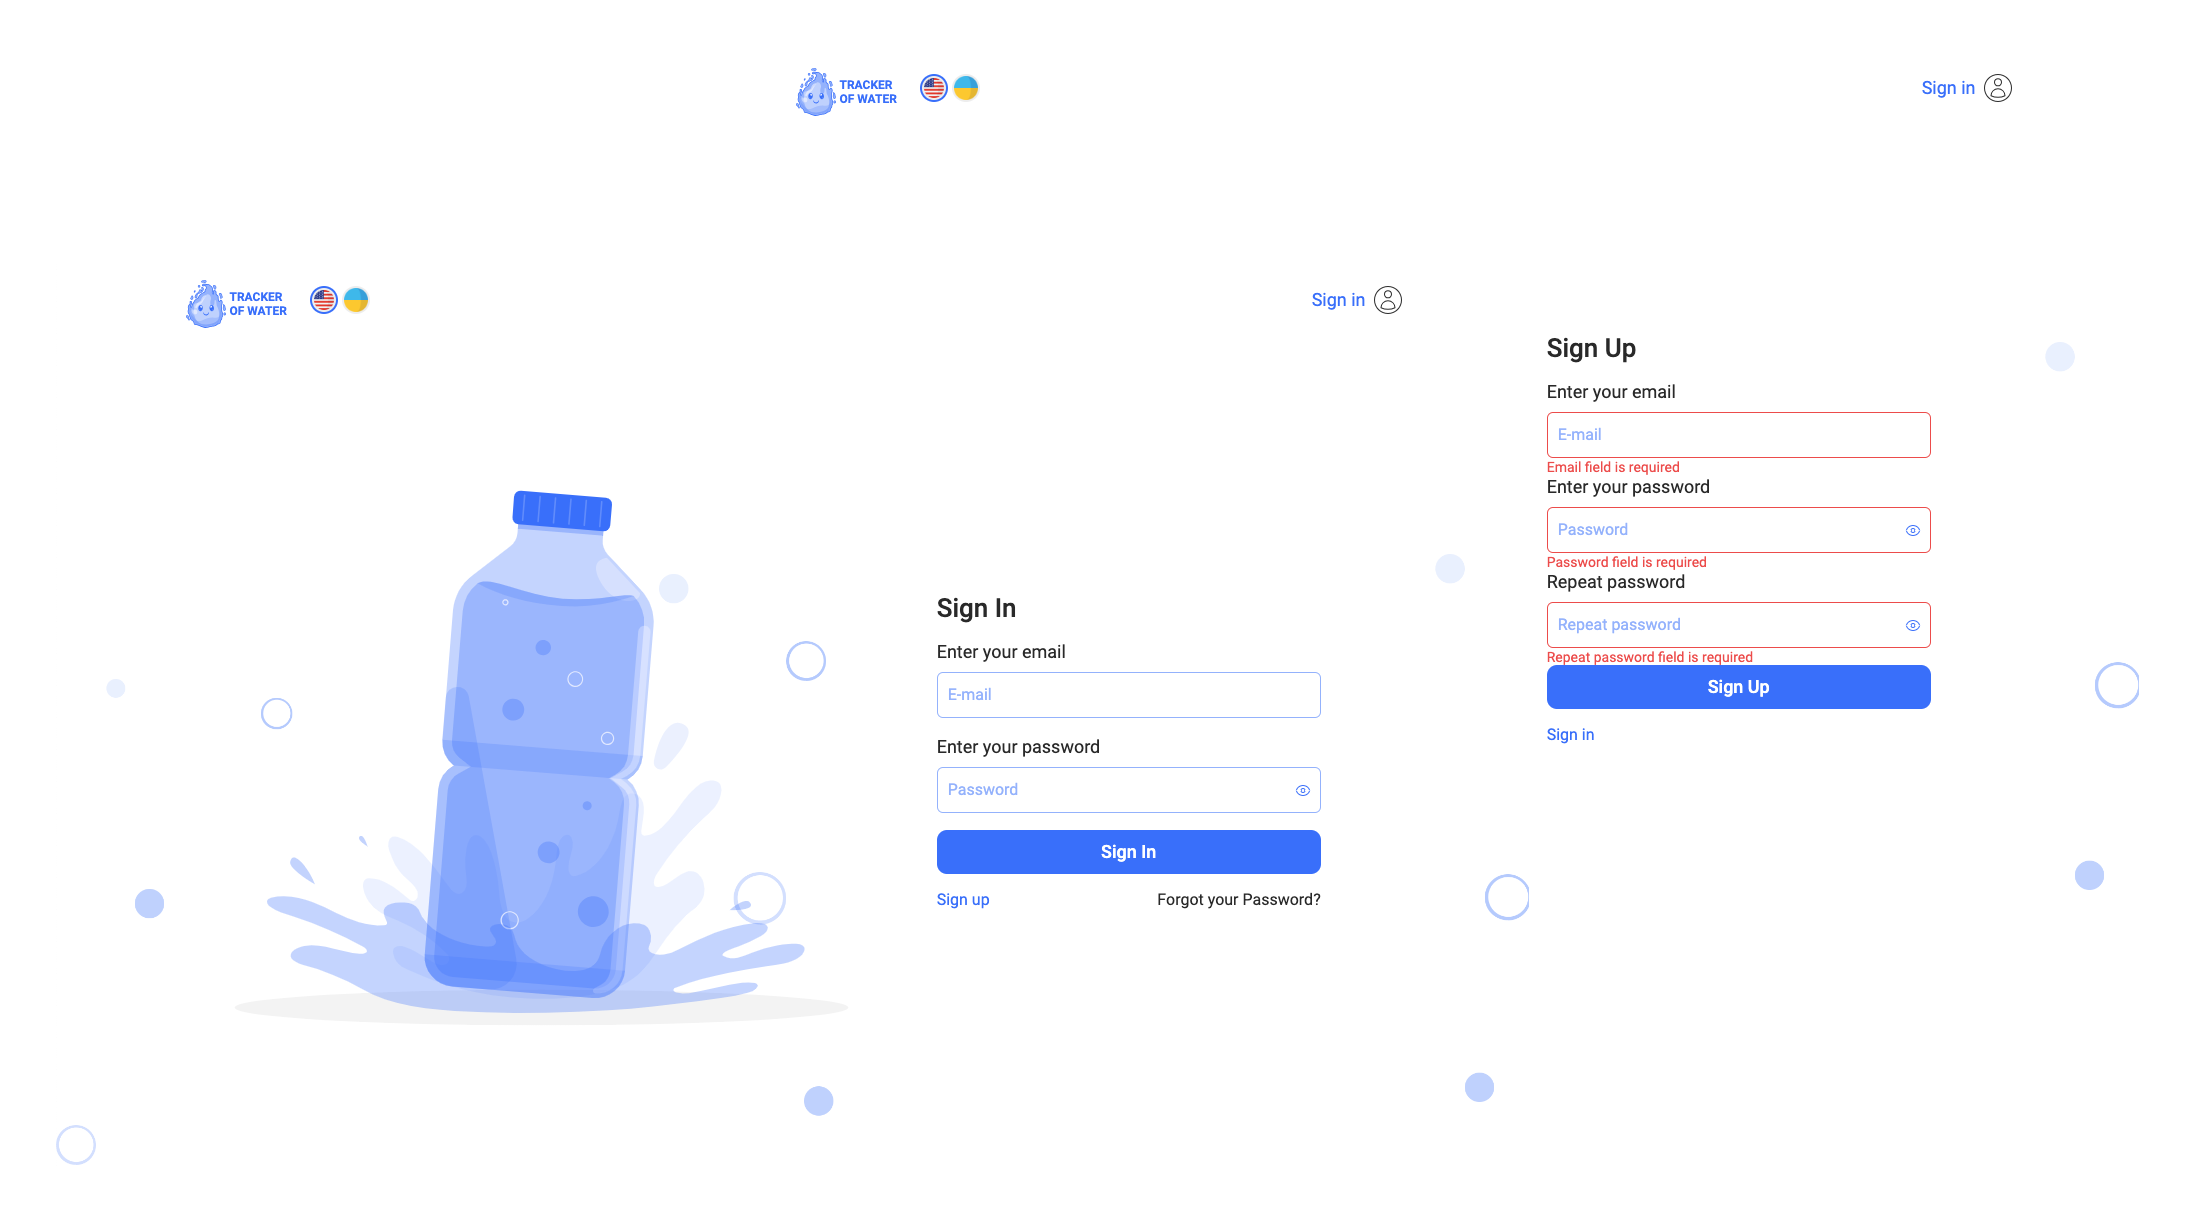 TRACKER
OF WATER
Sign in
TRACKER
OF WATER
Sign in
Sign In
Enter your email
E-mail
Enter your password
Password
Sign In
Sign up
Forgot your Password?
Sign Up
Enter your email
E-mail
Email field is required
Enter your password
Password
Password field is required
Repeat password
Repeat password
Repeat password field is required
Sign Up
Sign in